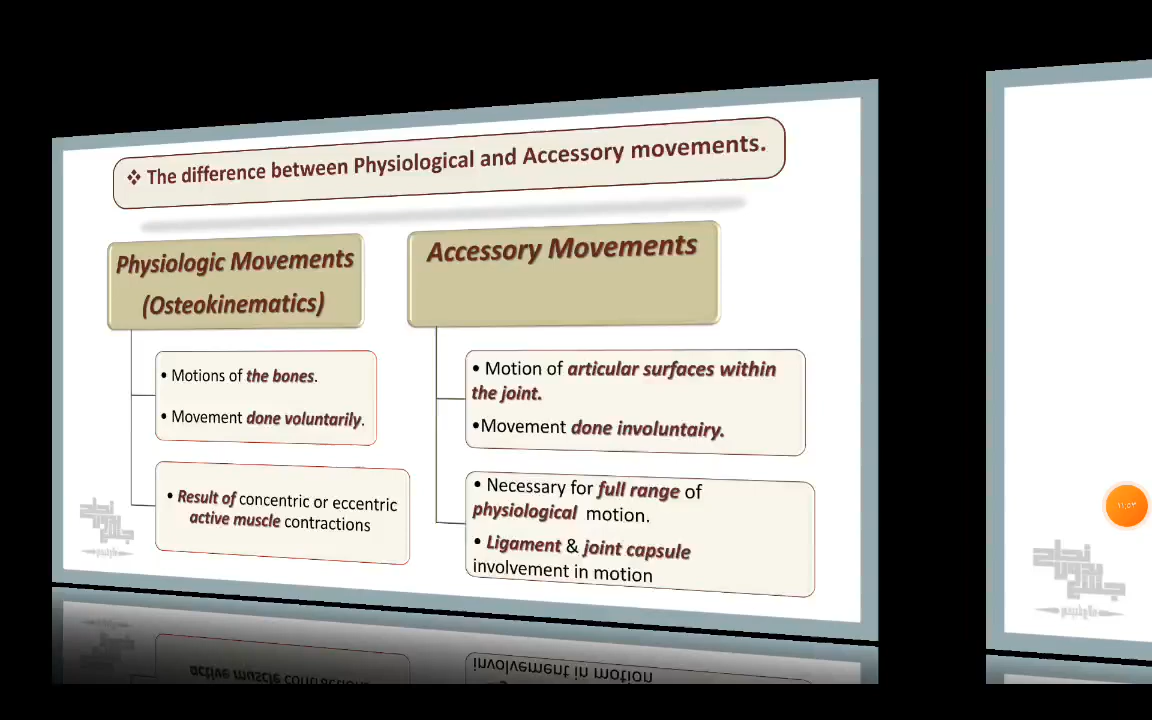 ❖ The difference between Physiological and Accessory movements.
Physiologic Movements
(Osteokinematics)
• Motions of the bones.
• Movement done voluntarily.
• Result of concentric or eccentric
active muscle contractions
Accessory Movements
• Motion of articular surfaces within
the joint.
•Movement done involuntairy.
• Necessary for full range of
physiological motion.
• Ligament & joint capsule
involvement in motion
١١:٥٣